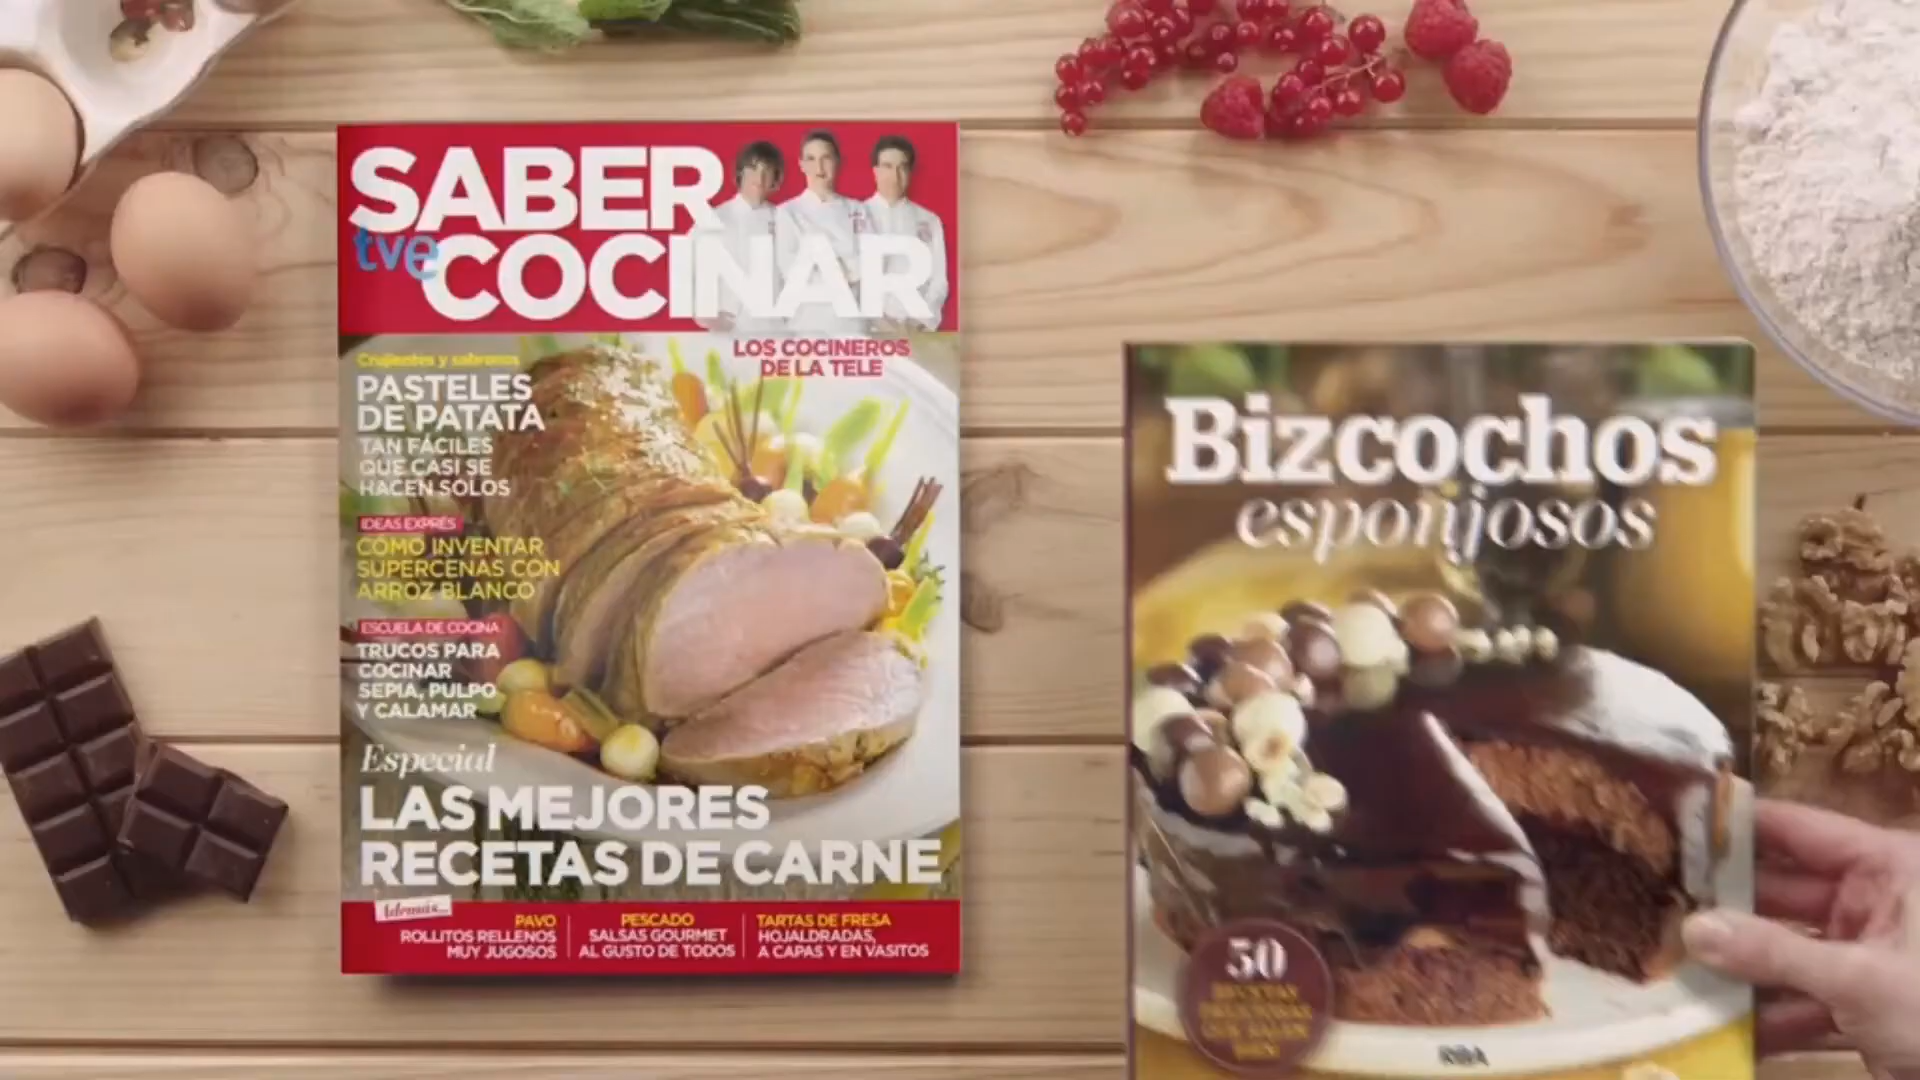 SABER
tve COCINAR
LOS COCINEROS
DE LA TELE
Crujientes y sabrosos
PASTELES
DE PATATA
TAN FÁCILES
QUE CASI SE
HACEN SOLOS
IDEAS EXPRÉS
CÓMO INVENTAR
SUPERCENAS CON
ARROZ BLANCO
ESCUELA DE COCINA
TRUCOS PARA
COCINAR
SEPIA, PULPO
Y CALAMAR
Especial
LAS MEJORES
RECETAS DE CARNE
Además...
PAVO
ROLLITOS RELLENOS
MUY JUGOSOS
PESCADO
SALSAS GOURMET
AL GUSTO DE TODOS
TARTAS DE FRESA
HOJALDRADAS,
A CAPAS Y EN VASITOS
Bizcochos
esponjosos
50
RECETAS
RBA